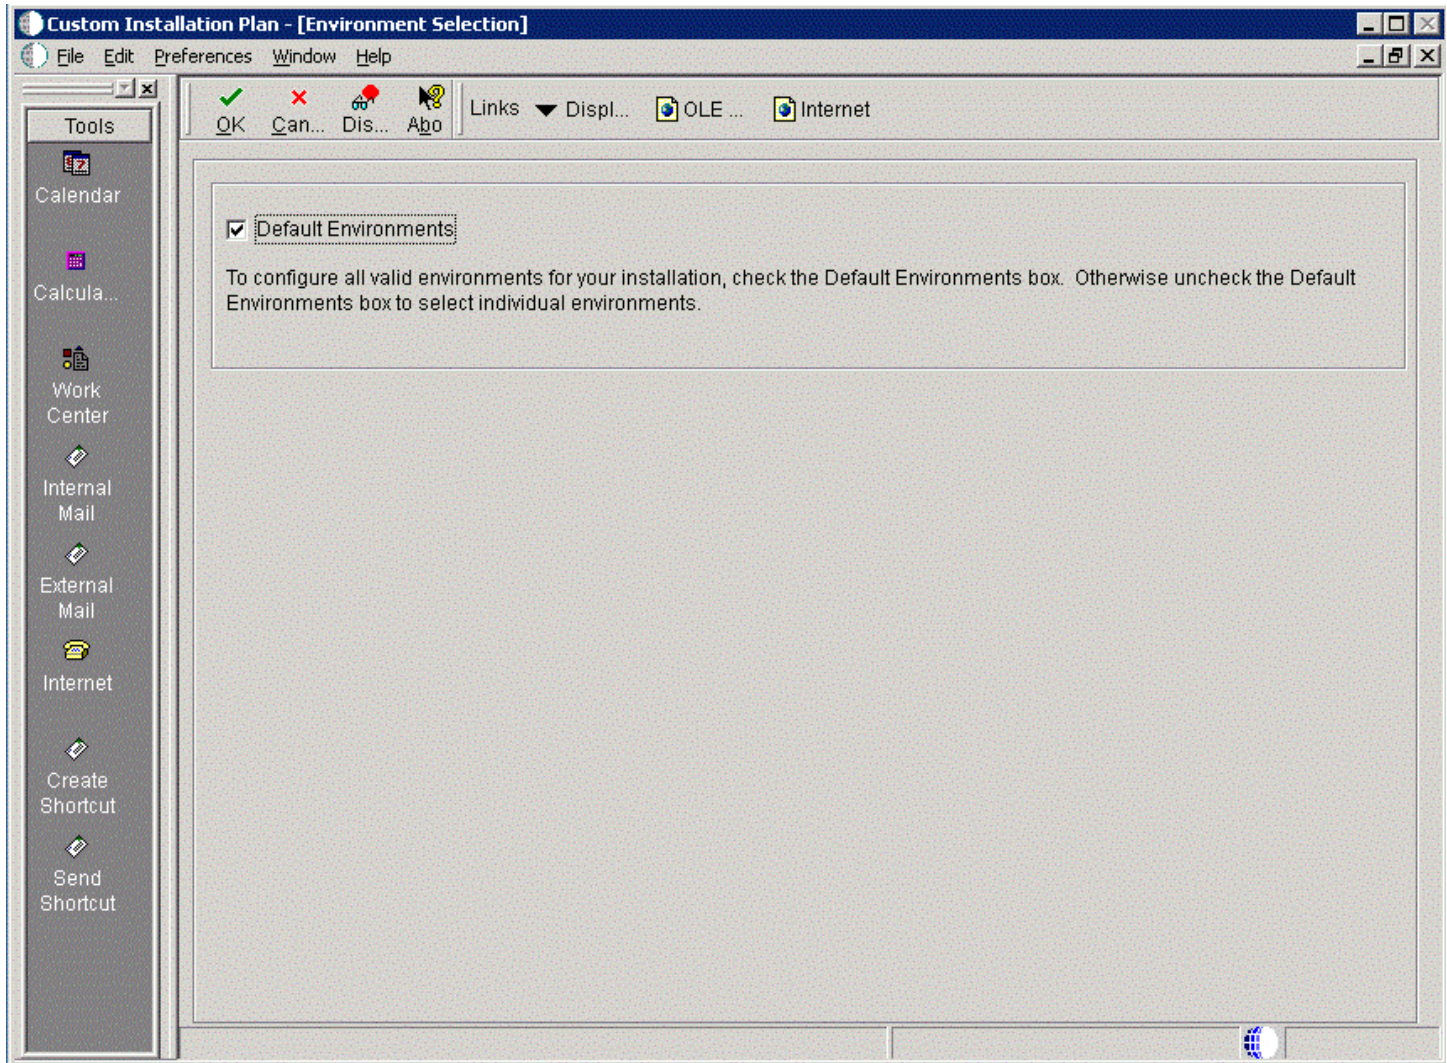 Custom Installation Plan - [Environment Selection]
File Edit Preferences Window Help
Tools
Calendar
Calcula...
Work
Center
Internal
Mail
External
Mail
Internet
Create
Shortcut
Send
Shortcut
OK Can... Dis... Abo Links Displ... OLE ... Internet
Default Environments
To configure all valid environments for your installation, check the Default Environments box. Otherwise uncheck the Default
Environments box to select individual environments.